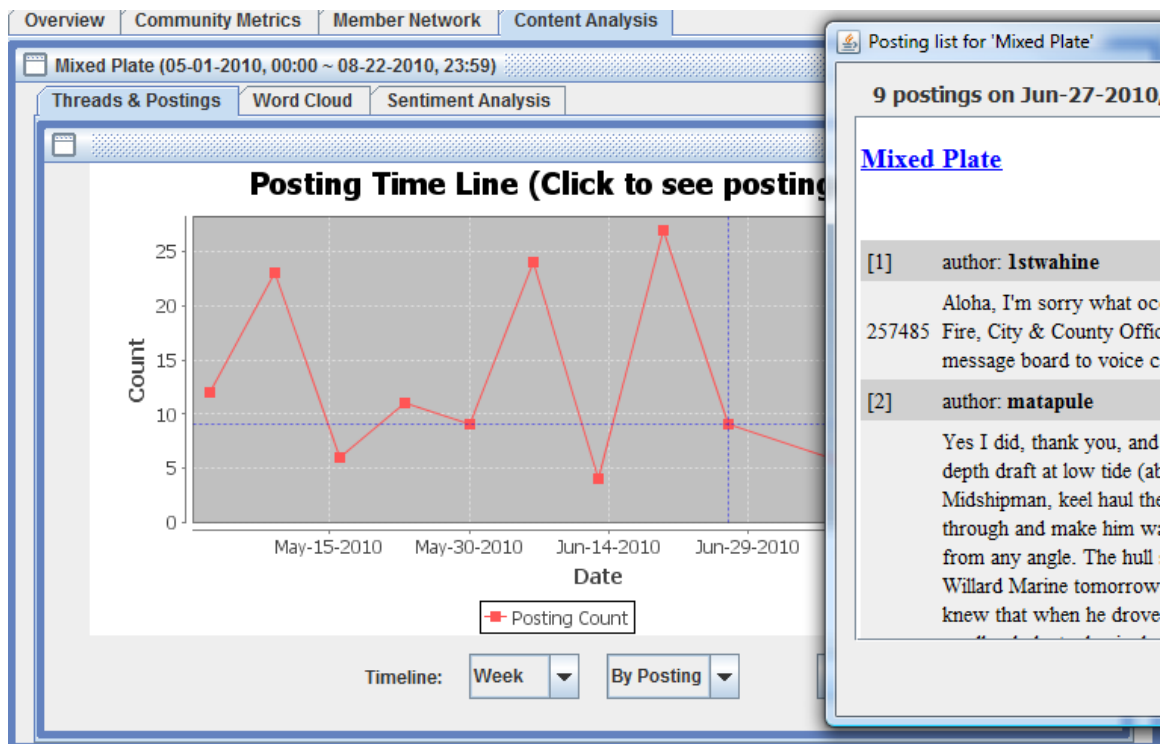 Overview Community Metrics Member Network Content Analysis
Mixed Plate (05-01-2010, 00:00 ~ 08-22-2010, 23:59)
Threads & Postings Word Cloud Sentiment Analysis
Posting Time Line (Click to see posting
25
20
15
10
5
0
Count
May-15-2010 May-30-2010 Jun-14-2010 Jun-29-2010
Date
Posting Count
Timeline: Week By Posting
Posting list for 'Mixed Plate'
9 postings on Jun-27-2010,
Mixed Plate
[1] author: 1stwahine
Aloha, I'm sorry what occ
257485 Fire, City & County Offic
message board to voice c
[2] author: matapule
Yes I did, thank you, and
depth draft at low tide (ab
Midshipman, keel haul the
through and make him wa
from any angle. The hull
Willard Marine tomorrow
knew that when he drove